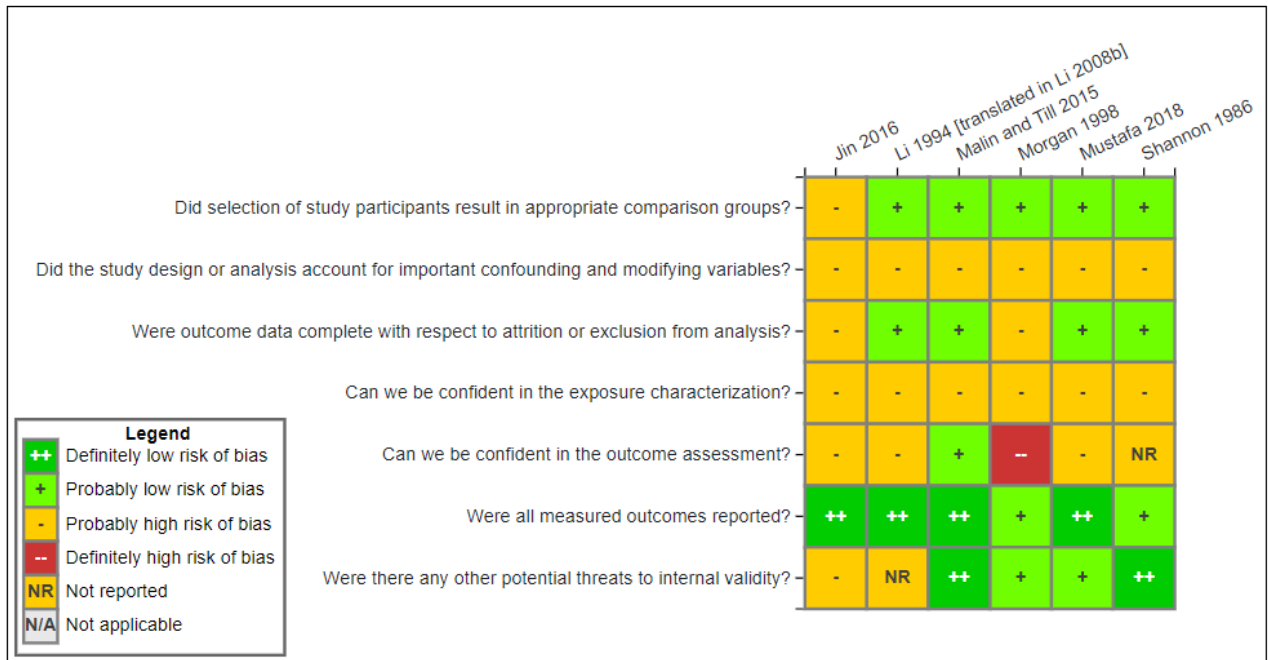 Jin 2016
Li 1994 [translated in Li 2008b]
Malin and Till 2015
Morgan 1998
Mustafa 2018
Shannon 1986
Did selection of study participants result in appropriate comparison groups? - + + + + +
Did the study design or analysis account for important confounding and modifying variables? - - - - - -
Were outcome data complete with respect to attrition or exclusion from analysis? - + + - + +
Can we be confident in the exposure characterization? - - - - - -
Can we be confident in the outcome assessment? - - + -- - NR
Were all measured outcomes reported? ++ ++ ++ + ++ +
Were there any other potential threats to internal validity? - NR ++ + + ++
Legend
++ Definitely low risk of bias
+ Probably low risk of bias
- Probably high risk of bias
-- Definitely high risk of bias
NR Not reported
N/A Not applicable